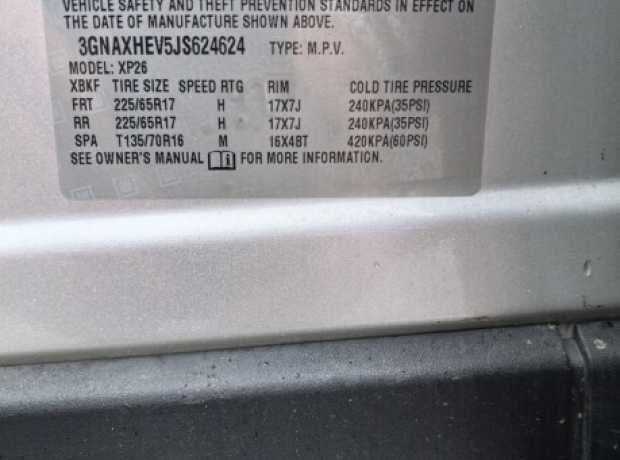 VEHICLE SAFETY AND THEFT PREVENTION STANDARDS IN EFFECT ON
THE DATE OF MANUFACTURE SHOWN ABOVE.
3GNAXHEV5JS624624 TYPE: M.P.V.
MODEL: XP26
XBKF TIRE SIZE SPEED RTG RIM COLD TIRE PRESSURE
FRT 225/65R17 H 17X7J 240KPA(35PSI)
RR 225/65R17 H 17X7J 240KPA(35PSI)
SPA T135/70R16 M 16X4BT 420KPA(60PSI)
SEE OWNER'S MANUAL FOR MORE INFORMATION.